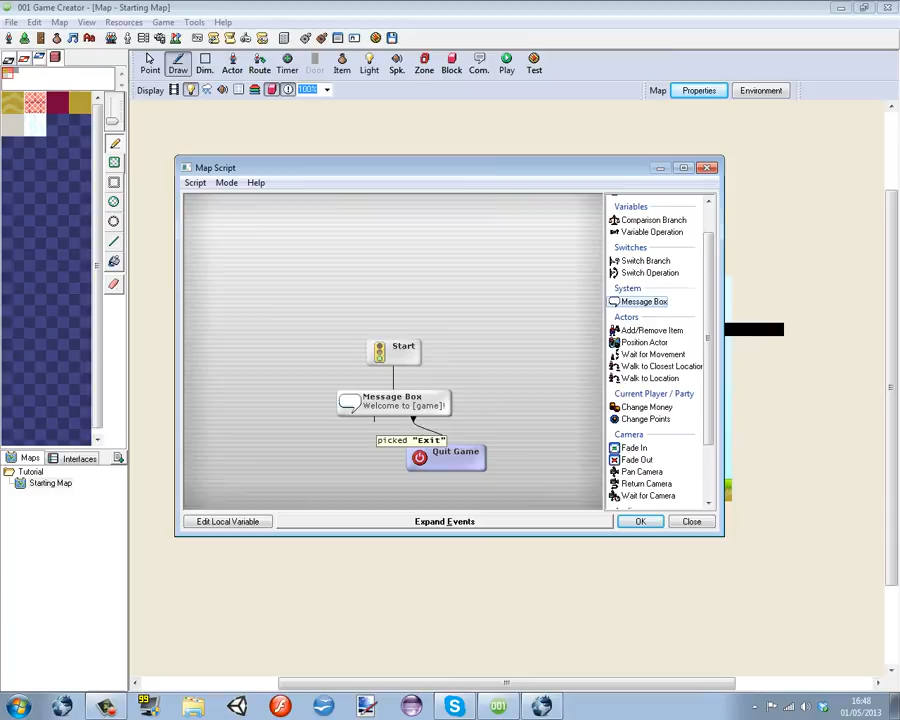 001 Game Creator - [Map - Starting Map]
File Edit Map View Resources Game Tools Help
Point Draw Dim. Actor Route Timer Door Item Light Spk. Zone Block Com. Play Test
Display 100% Map Properties Environment
Map Script
Script Mode Help
Start
Message Box
Welcome to [game]!
picked "Exit"
Quit Game
Variables
Comparison Branch
Variable Operation
Switches
Switch Branch
Switch Operation
System
Message Box
Actors
Add/Remove Item
Position Actor
Wait for Movement
Walk to Closest Location
Walk to Location
Current Player / Party
Change Money
Change Points
Camera
Fade In
Fade Out
Pan Camera
Return Camera
Wait for Camera
Edit Local Variable Expand Events OK Close
Maps Interfaces
Tutorial
Starting Map
16:48
01/05/2013